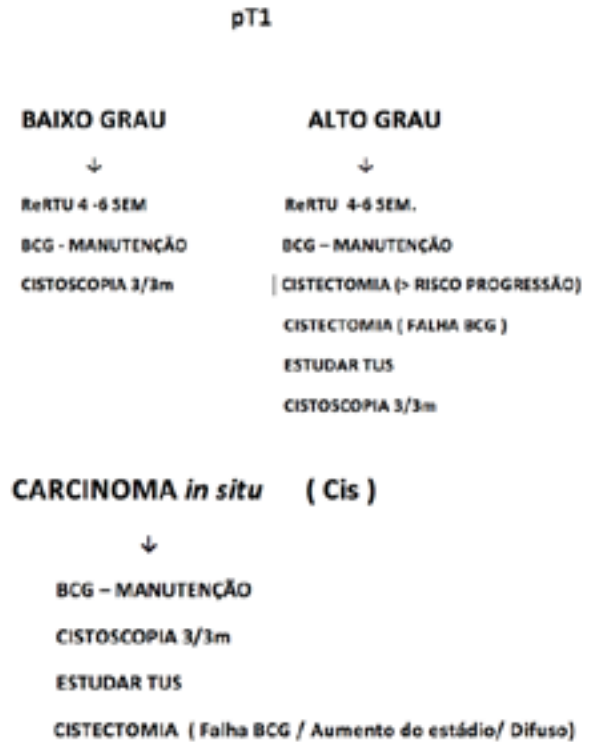 pT1
BAIXO GRAU
↓
ReRTU 4 -6 SEM
BCG - MANUTENÇÃO
CISTOSCOPIA 3/3m
ALTO GRAU
↓
ReRTU 4-6 SEM.
BCG – MANUTENÇÃO
CISTECTOMIA (> RISCO PROGRESSÃO)
CISTECTOMIA ( FALHA BCG )
ESTUDAR TUS
CISTOSCOPIA 3/3m
CARCINOMA in situ ( Cis )
↓
BCG – MANUTENÇÃO
CISTOSCOPIA 3/3m
ESTUDAR TUS
CISTECTOMIA ( Falha BCG / Aumento do estádio/ Difuso)